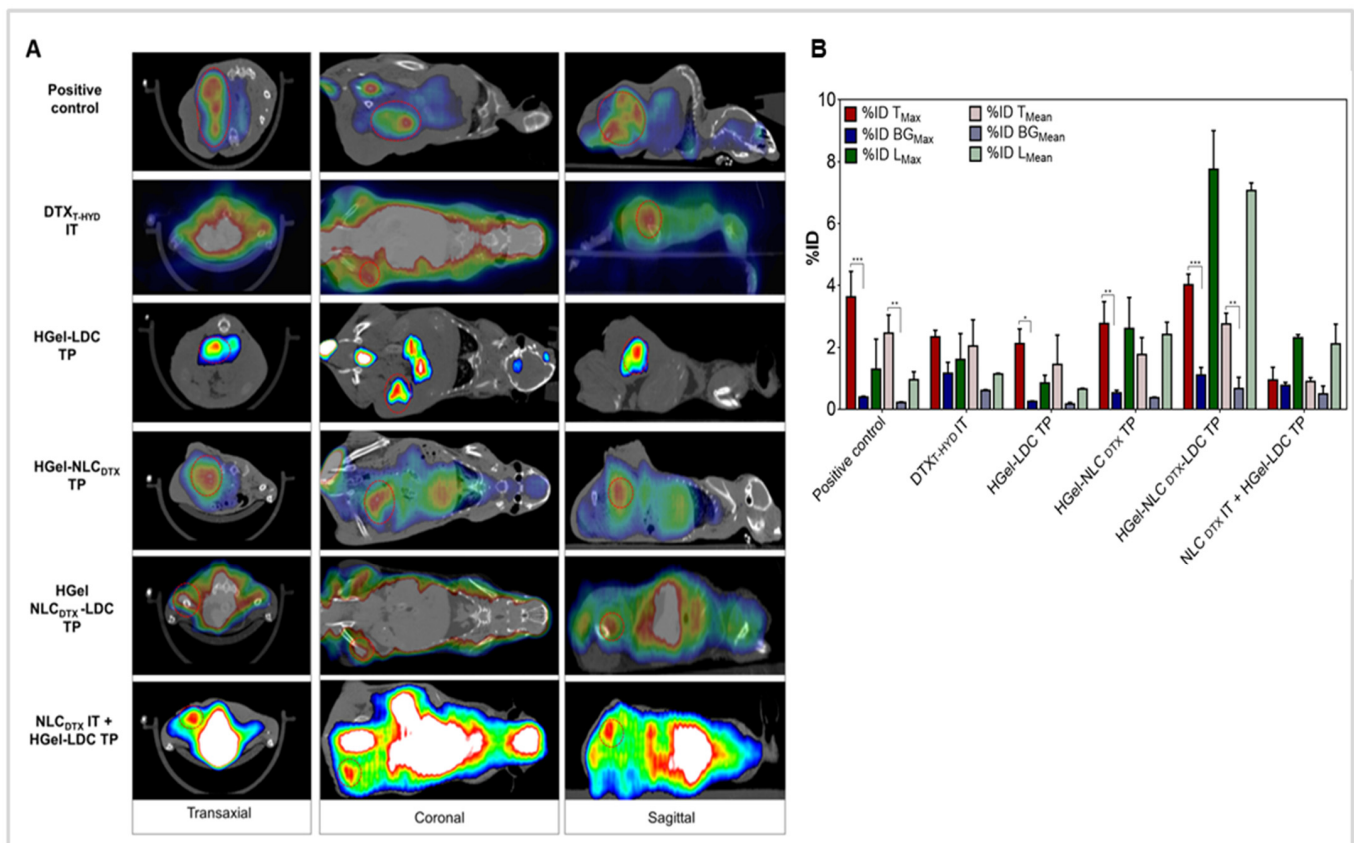 A
Positive
control
DTXT-HYD
IT
HGel-LDC
TP
HGel-NLCDTX
TP
HGel
NLCDTX-LDC
TP
NLCDTX IT +
HGel-LDC TP
Transaxial
Coronal
Sagittal
B
%ID TMax
%ID TMean
%ID BGMax
%ID BGMean
%ID LMax
%ID LMean
%ID
10
8
6
4
2
0
***
**
*
**
***
**
Positive control
DTXT-HYD IT
HGel-LDC TP
HGel-NLC DTX TP
HGel-NLC DTX-LDC TP
NLC DTX IT + HGel-LDC TP